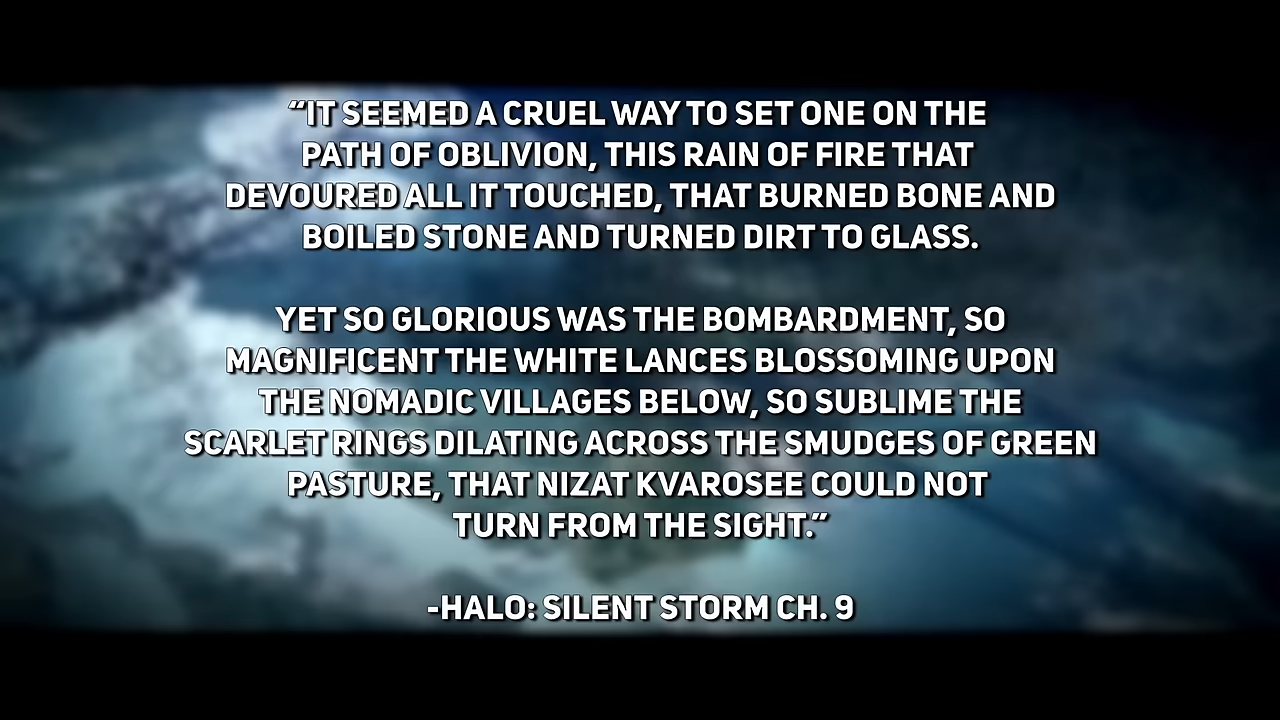 “IT SEEMED A CRUEL WAY TO SET ONE ON THE
PATH OF OBLIVION, THIS RAIN OF FIRE THAT
DEVOURED ALL IT TOUCHED, THAT BURNED BONE AND
BOILED STONE AND TURNED DIRT TO GLASS.
YET SO GLORIOUS WAS THE BOMBARDMENT, SO
MAGNIFICENT THE WHITE LANCES BLOSSOMING UPON
THE NOMADIC VILLAGES BELOW, SO SUBLIME THE
SCARLET RINGS DILATING ACROSS THE SMUDGES OF GREEN
PASTURE, THAT NIZAT KVAROSEE COULD NOT
TURN FROM THE SIGHT.”
-HALO: SILENT STORM CH. 9